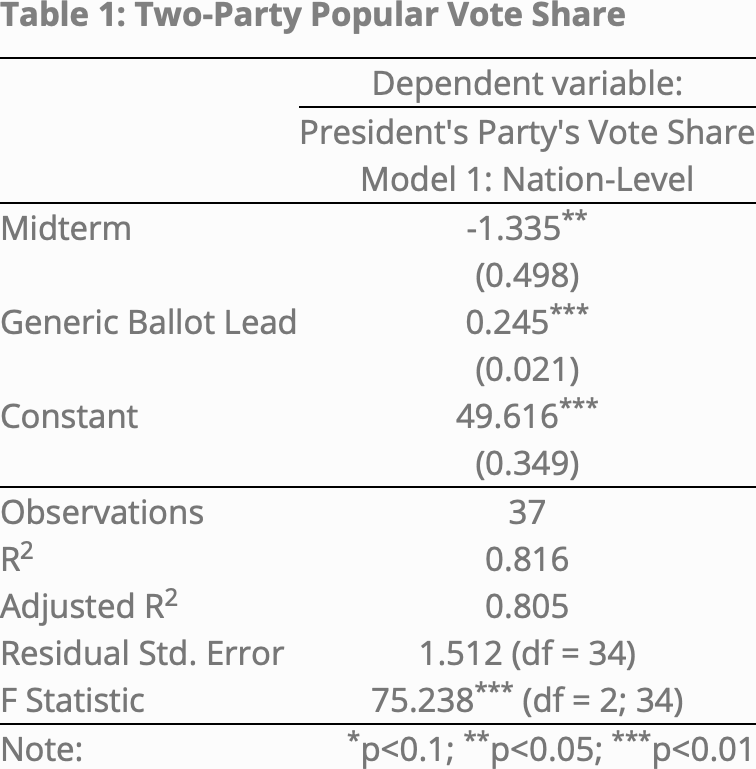 Table 1: Two-Party Popular Vote Share
Dependent variable:
President's Party's Vote Share
Model 1: Nation-Level
Midterm -1.335**
(0.498)
Generic Ballot Lead 0.245***
(0.021)
Constant 49.616***
(0.349)
Observations 37
R2 0.816
Adjusted R2 0.805
Residual Std. Error 1.512 (df = 34)
F Statistic 75.238*** (df = 2; 34)
Note: *p<0.1; **p<0.05; ***p<0.01